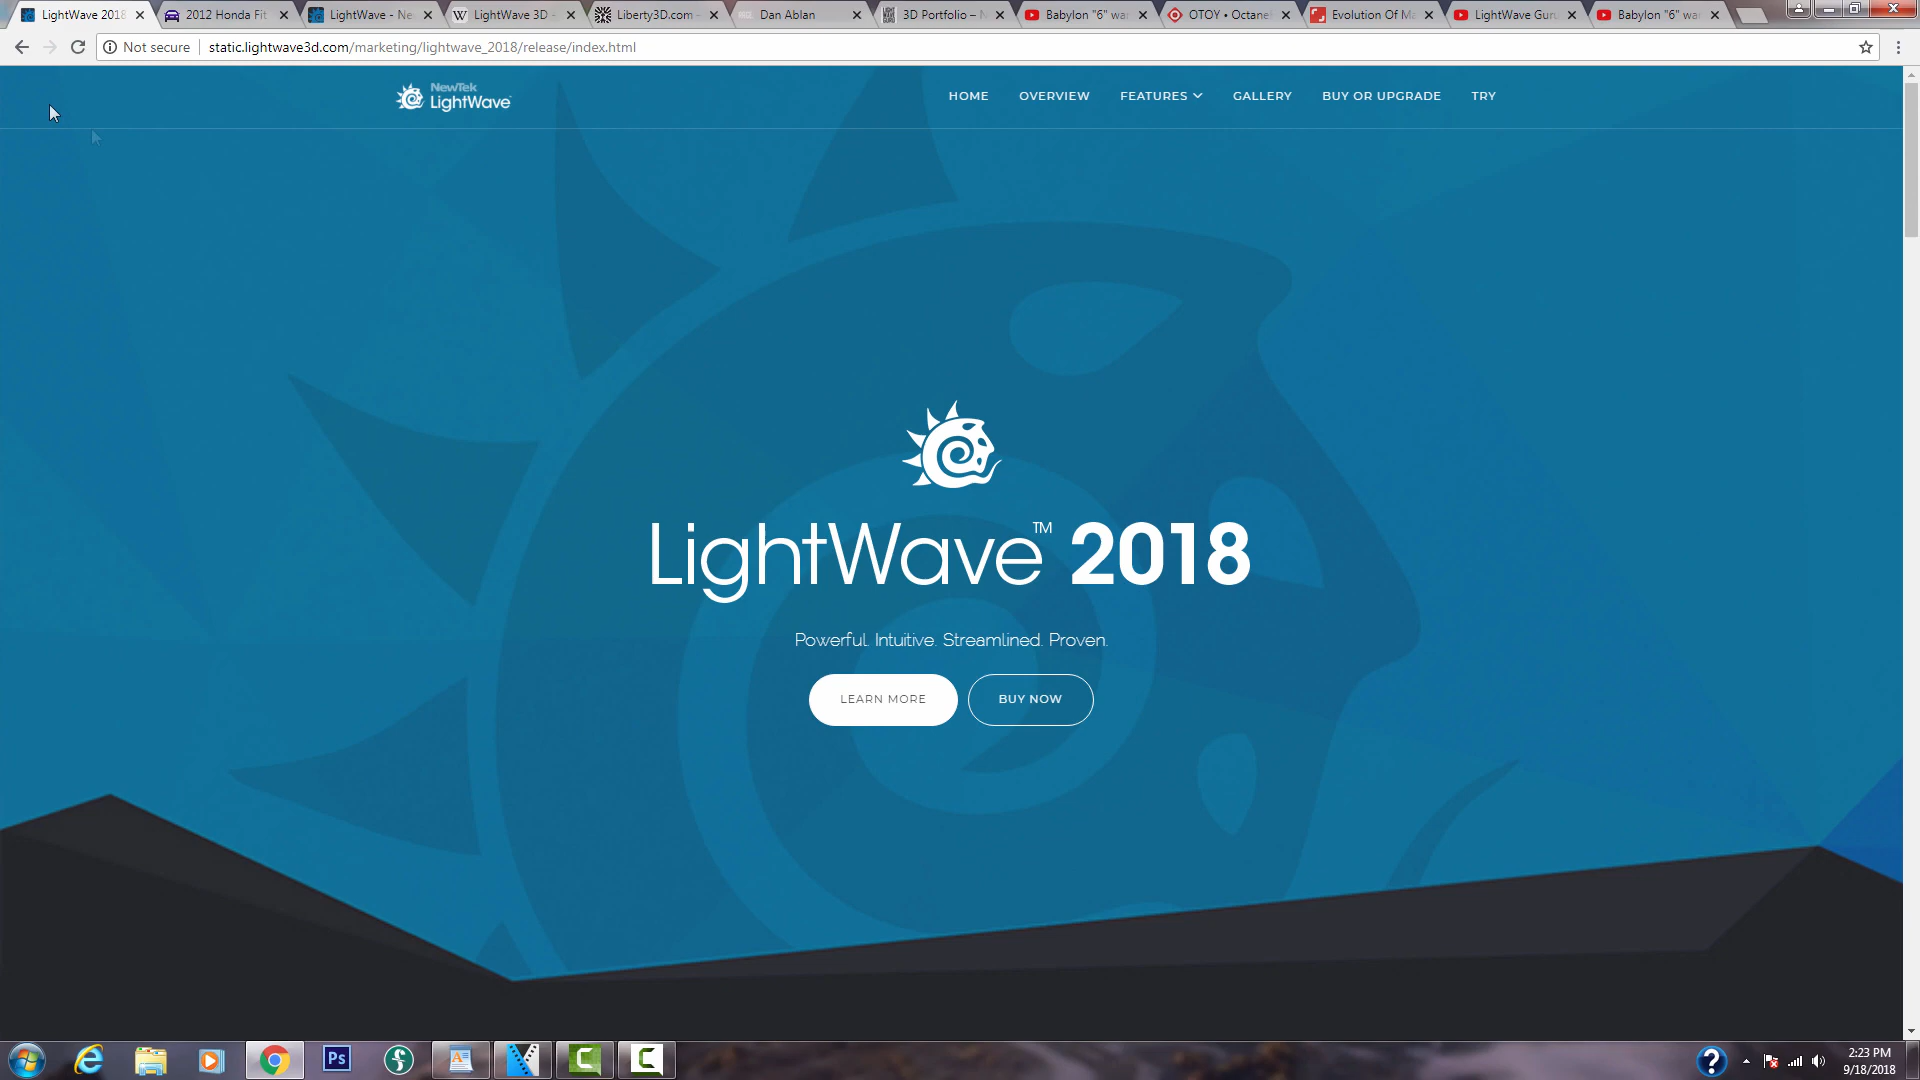 LightWave 2018
2012 Honda Fit
LightWave - Ne
LightWave 3D -
Liberty3D.com -
Dan Ablan
3D Portfolio – N
Babylon "6" wa
OTOY • Octane
Evolution Of Ma
LightWave Guru
Babylon "6" wa
Not secure
static.lightwave3d.com/marketing/lightwave_2018/release/index.html
NewTek
LightWave™
HOME
OVERVIEW
FEATURES
GALLERY
BUY OR UPGRADE
TRY
LightWave™ 2018
Powerful. Intuitive. Streamlined. Proven.
LEARN MORE
BUY NOW
Ps
2:23 PM
9/18/2018